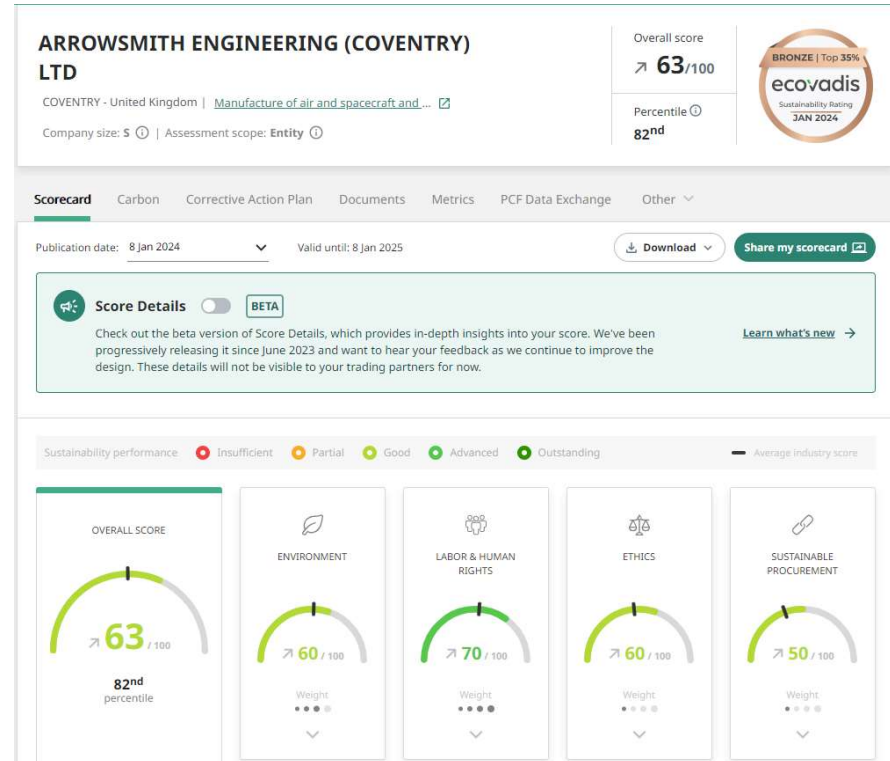 ARROWSMITH ENGINEERING (COVENTRY)
LTD
COVENTRY - United Kingdom | Manufacture of air and spacecraft and ...
Company size: S | Assessment scope: Entity
Overall score
63/100
Percentile
82nd
BRONZE | Top 35%
ecovadis
Sustainability Rating
JAN 2024
Scorecard Carbon Corrective Action Plan Documents Metrics PCF Data Exchange Other
Publication date: 8 Jan 2024 Valid until: 8 Jan 2025 Download Share my scorecard
Score Details BETA
Check out the beta version of Score Details, which provides in-depth insights into your score. We've been
progressively releasing it since June 2023 and want to hear your feedback as we continue to improve the
design. These details will not be visible to your trading partners for now.
Learn what's new
Sustainability performance Insufficient Partial Good Advanced Outstanding Average industry score
OVERALL SCORE
63 / 100
82nd
percentile
ENVIRONMENT
60 / 100
Weight
LABOR & HUMAN
RIGHTS
70 / 100
Weight
ETHICS
60 / 100
Weight
SUSTAINABLE
PROCUREMENT
50 / 100
Weight